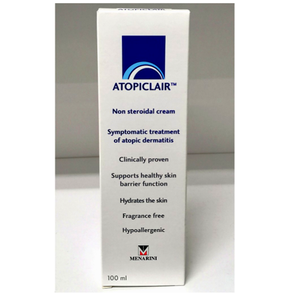 ATOPICLAIR™
Non steroidal cream
Symptomatic treatment
of atopic dermatitis
Clinically proven
Supports healthy skin
barrier function
Hydrates the skin
Fragrance free
Hypoallergenic
MENARINI
100 ml